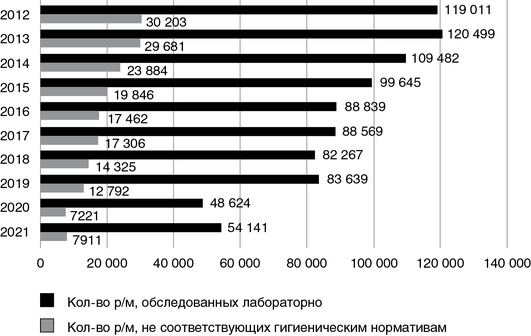 2012 119 011
30 203
2013 120 499
29 681
2014 109 482
23 884
2015 99 645
19 846
2016 88 839
17 462
2017 88 569
17 306
2018 82 267
14 325
2019 83 639
12 792
2020 48 624
7221
2021 54 141
7911
0 20 000 40 000 60 000 80 000 100 000 120 000 140 000
Кол-во р/м, обследованных лабораторно
Кол-во р/м, не соответствующих гигиеническим нормативам